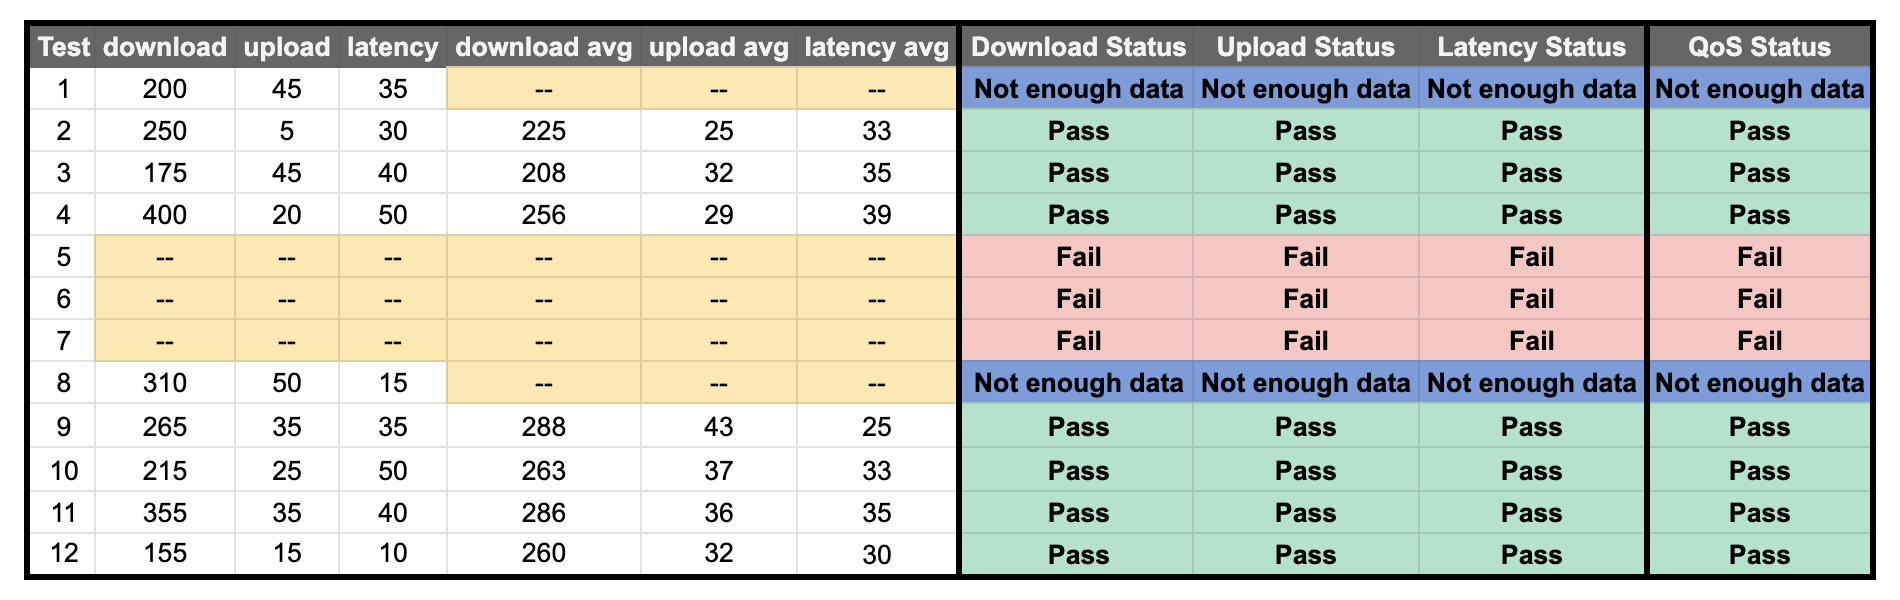 Test download upload latency download avg upload avg latency avg Download Status Upload Status Latency Status QoS Status
1 200 45 35 -- -- -- Not enough data Not enough data Not enough data Not enough data
2 250 5 30 225 25 33 Pass Pass Pass Pass
3 175 45 40 208 32 35 Pass Pass Pass Pass
4 400 20 50 256 29 39 Pass Pass Pass Pass
5 -- -- -- -- -- -- Fail Fail Fail Fail
6 -- -- -- -- -- -- Fail Fail Fail Fail
7 -- -- -- -- -- -- Fail Fail Fail Fail
8 310 50 15 -- -- -- Not enough data Not enough data Not enough data Not enough data
9 265 35 35 288 43 25 Pass Pass Pass Pass
10 215 25 50 263 37 33 Pass Pass Pass Pass
11 355 35 40 286 36 35 Pass Pass Pass Pass
12 155 15 10 260 32 30 Pass Pass Pass Pass